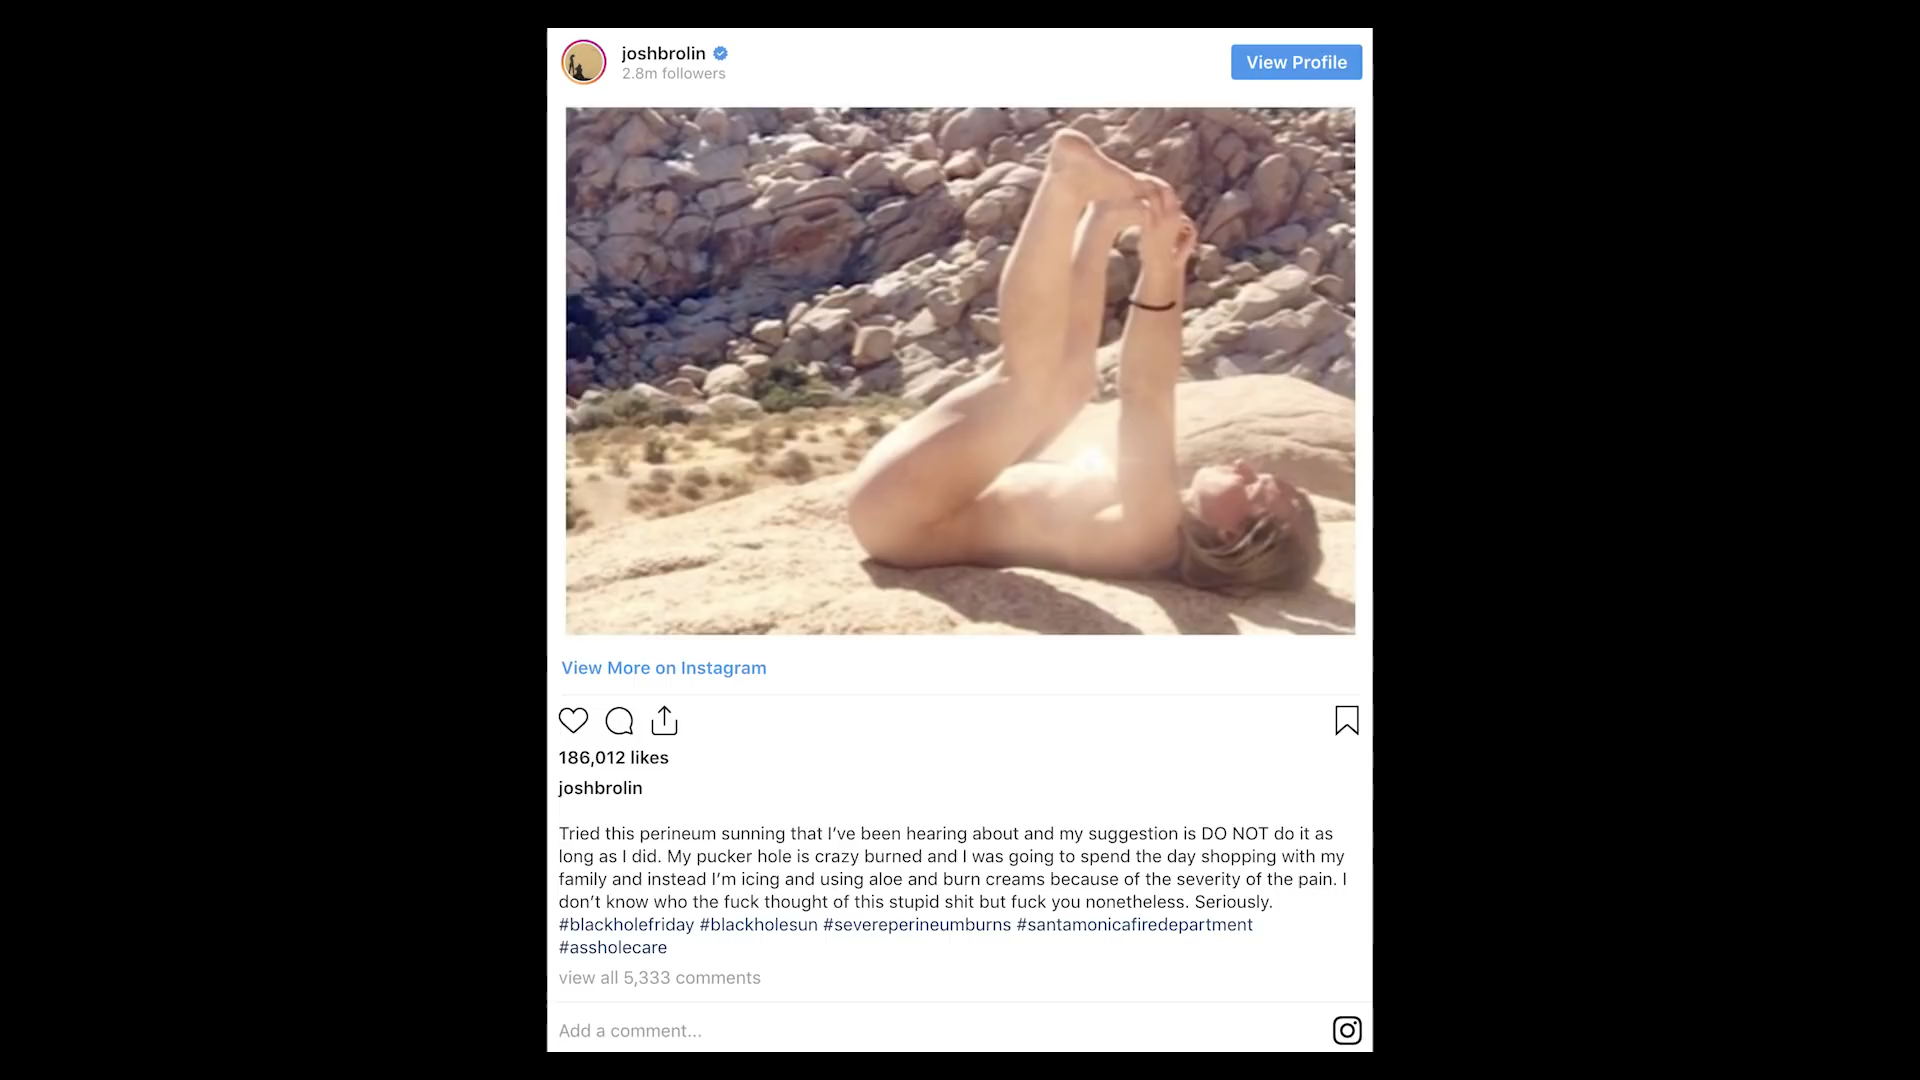 joshbrolin
2.8m followers
View Profile
View More on Instagram
186,012 likes
joshbrolin
Tried this perineum sunning that I’ve been hearing about and my suggestion is DO NOT do it as
long as I did. My pucker hole is crazy burned and I was going to spend the day shopping with my
family and instead I’m icing and using aloe and burn creams because of the severity of the pain. I
don’t know who the fuck thought of this stupid shit but fuck you nonetheless. Seriously.
#blackholefriday #blackholesun #severeperineumburns #santamonicafiredepartment
#assholecare
view all 5,333 comments
Add a comment...